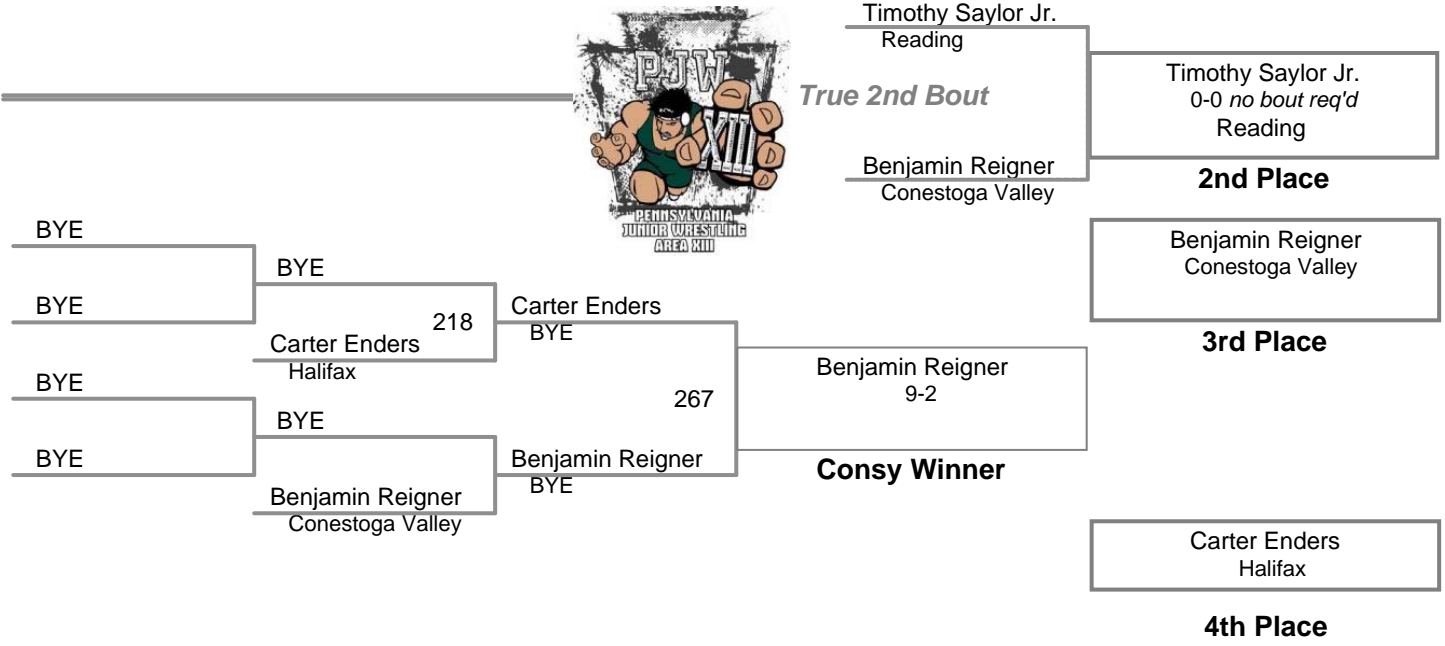 Timothy Saylor Jr.
Reading
True 2nd Bout
Benjamin Reigner
Conestoga Valley
Timothy Saylor Jr.
0-0 no bout req'd
Reading
2nd Place
PJW
XIII
PENNSYLVANIA
JUNIOR WRESTLING
AREA XIII
Benjamin Reigner
Conestoga Valley
3rd Place
BYE
BYE
BYE
218
Carter Enders
Halifax
Carter Enders
BYE
BYE
BYE
BYE
Benjamin Reigner
Conestoga Valley
Benjamin Reigner
BYE
267
Benjamin Reigner
9-2
Consy Winner
Carter Enders
Halifax
4th Place